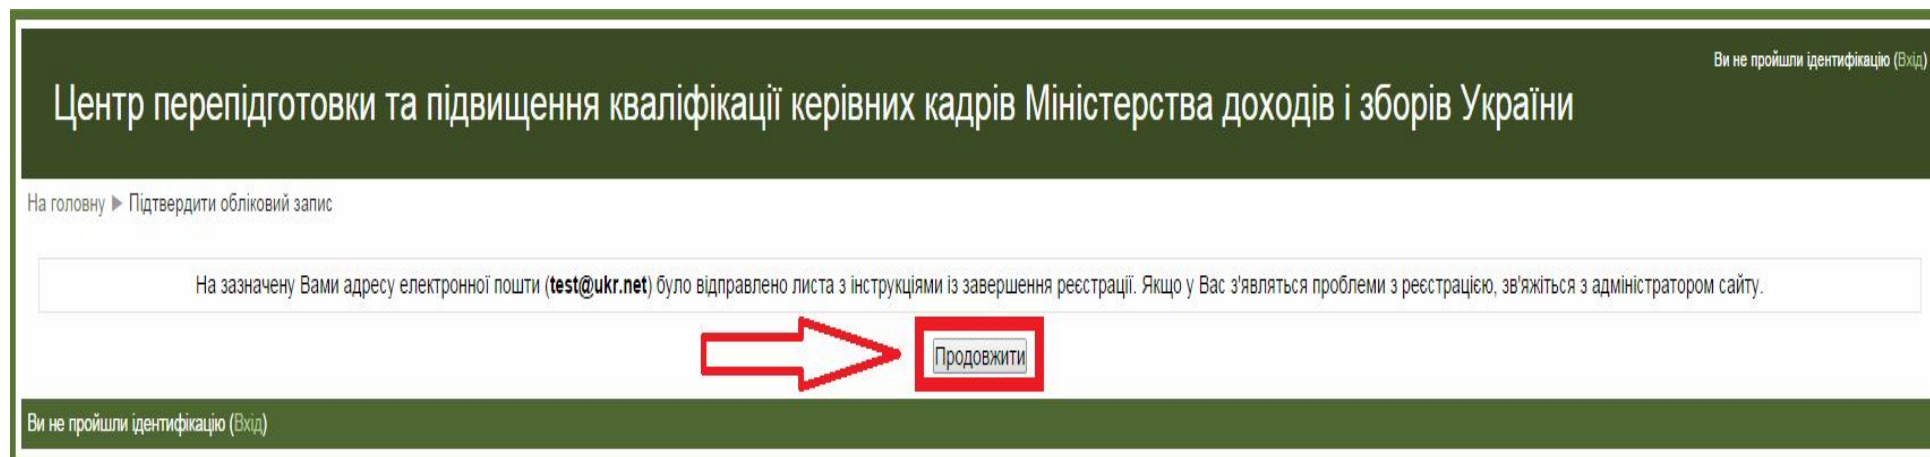 Ви не пройшли ідентифікацію (Вхід)
Центр перепідготовки та підвищення кваліфікації керівних кадрів Міністерства доходів і зборів України
На головну ▶ Підтвердити обліковий запис
На зазначену Вами адресу електронної пошти (test@ukr.net) було відправлено листа з інструкціями із завершення реєстрації. Якщо у Вас з'являться проблеми з реєстрацією, зв'яжіться з адміністратором сайту.
Продовжити
Ви не пройшли ідентифікацію (Вхід)